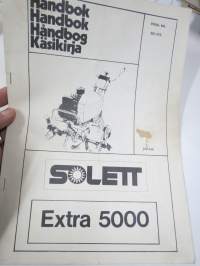 Handbok
Handbok
Håndbog
Käsikirja
SOLETT
Extra 5000